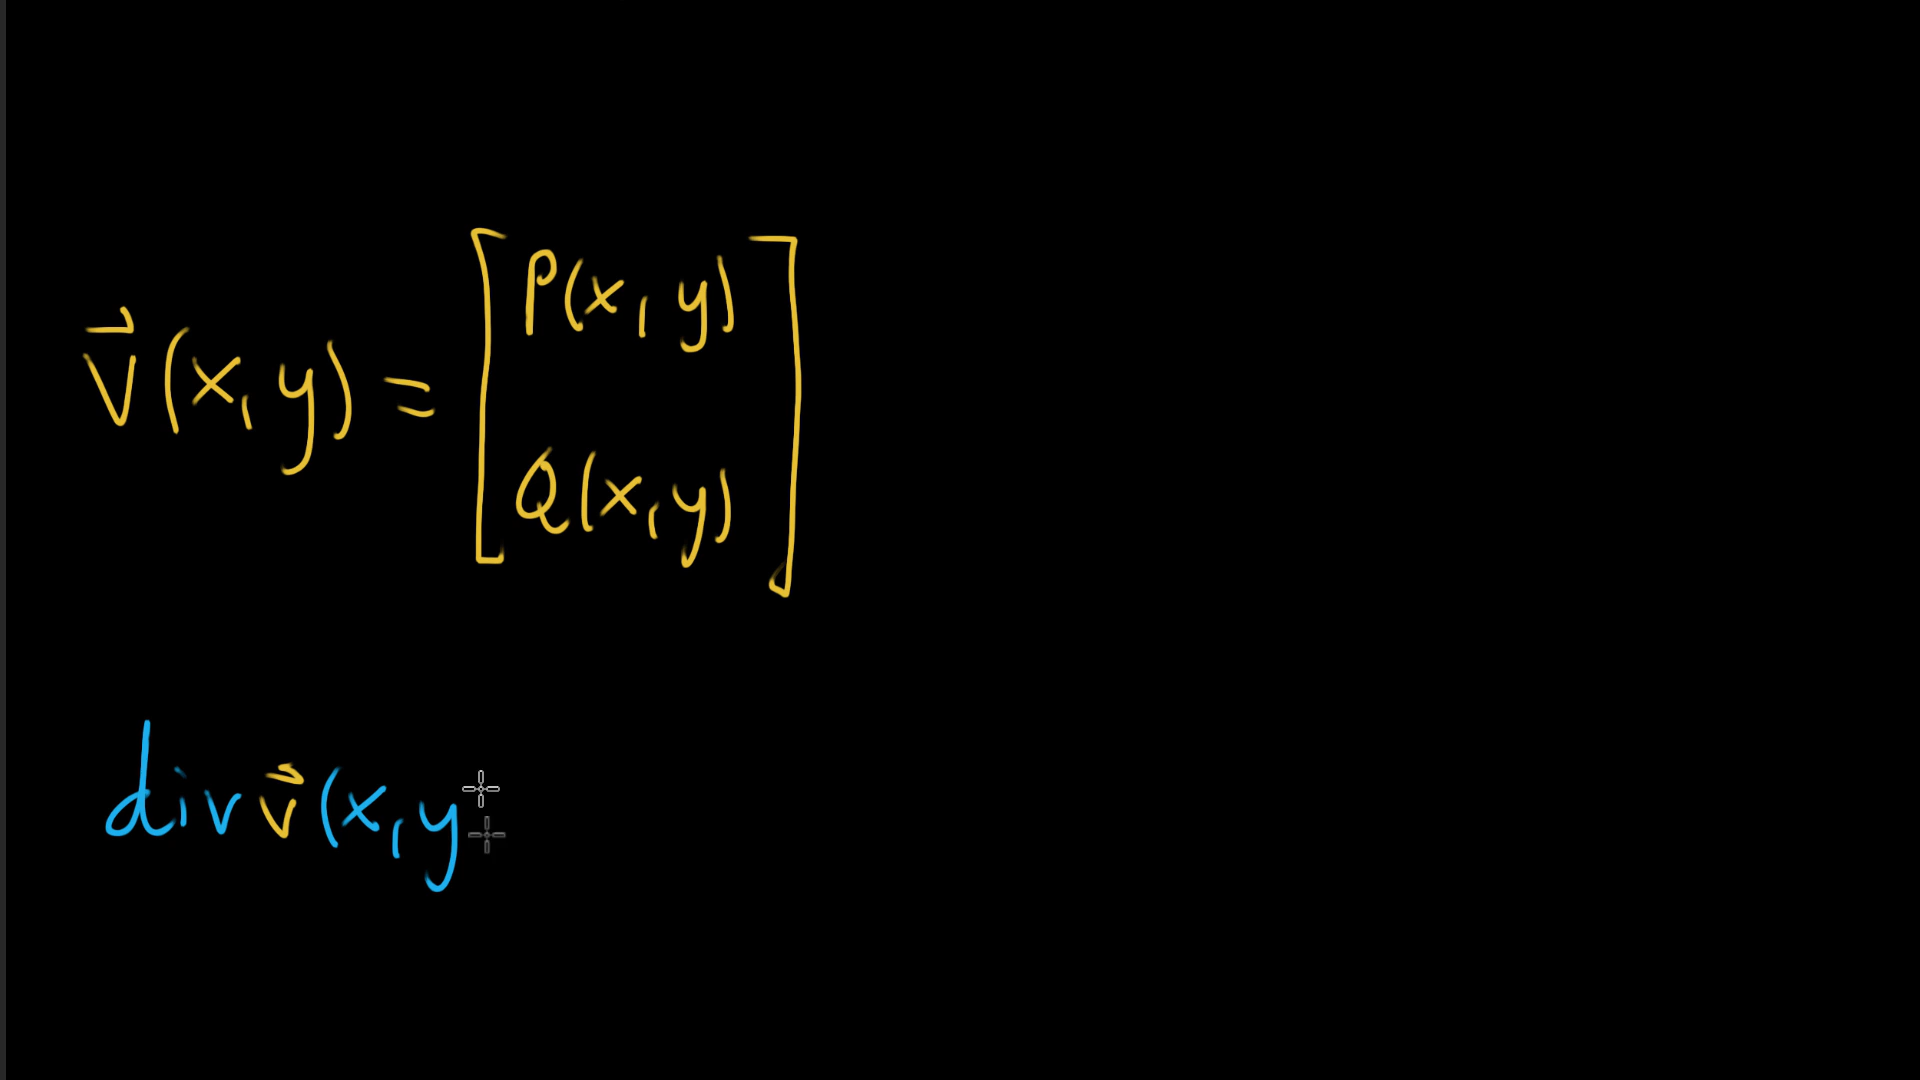 P(x, y)
v⃗(x, y) =
Q(x, y)
div v⃗(x, y